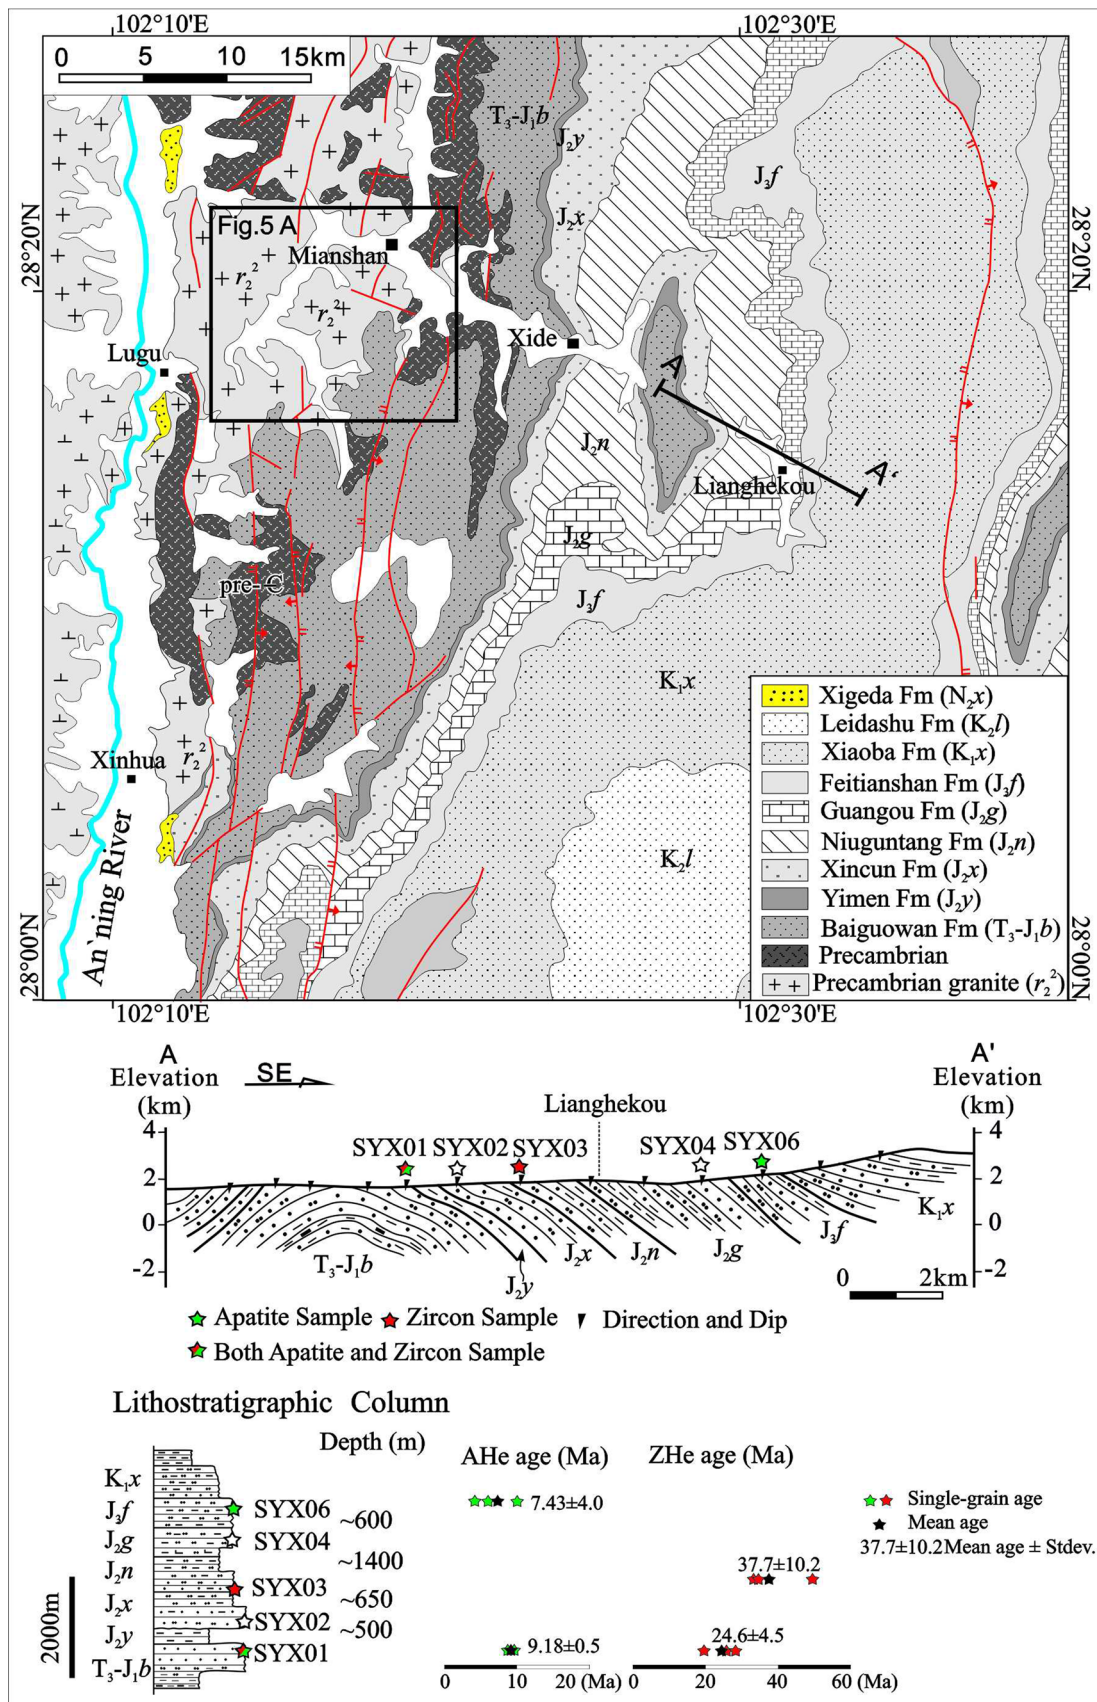 102°10'E
102°30'E
0 5 10 15km
T₃-J₁b
J₂y
J₃f
J₂x
28°20'N
28°20'N
Fig.5 A
Mianshan
r₂²
r₂²
Xide
Lugu
A
J₂n
A'
Lianghekou
J₂g
pre-Ꞓ
J₃f
K₁x
Xinhua
r₂²
An`ning River
K₂l
28°00'N
28°00'N
Xigeda Fm (N₂x)
Leidashu Fm (K₂l)
Xiaoba Fm (K₁x)
Feitianshan Fm (J₃f)
Guangou Fm (J₂g)
Niuguntang Fm (J₂n)
Xincun Fm (J₂x)
Yimen Fm (J₂y)
Baiguowan Fm (T₃-J₁b)
Precambrian
Precambrian granite (r₂²)
102°10'E
102°30'E
A
Elevation
(km)
SE
Lianghekou
A'
Elevation
(km)
4
2
0
-2
SYX01 SYX02 SYX03 SYX04 SYX06
4
2
0
-2
T₃-J₁b
J₂y
J₂x
J₂n
J₂g
J₃f
K₁x
0 2km
Apatite Sample Zircon Sample Direction and Dip
Both Apatite and Zircon Sample
Lithostratigraphic Column
Depth (m)
AHe age (Ma)
ZHe age (Ma)
K₁x
J₃f
J₂g
J₂n
J₂x
J₂y
T₃-J₁b
2000m
SYX06
SYX04
SYX03
SYX02
SYX01
~600
~1400
~650
~500
7.43±4.0
9.18±0.5
0 10 20 (Ma)
37.7±10.2
24.6±4.5
0 20 40 60 (Ma)
Single-grain age
Mean age
37.7±10.2Mean age ± Stdev.